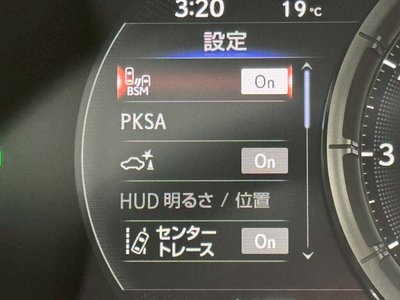 3:20 19℃
設定
BSM On
PKSA
On
HUD 明るさ / 位置
センター
トレース On
3